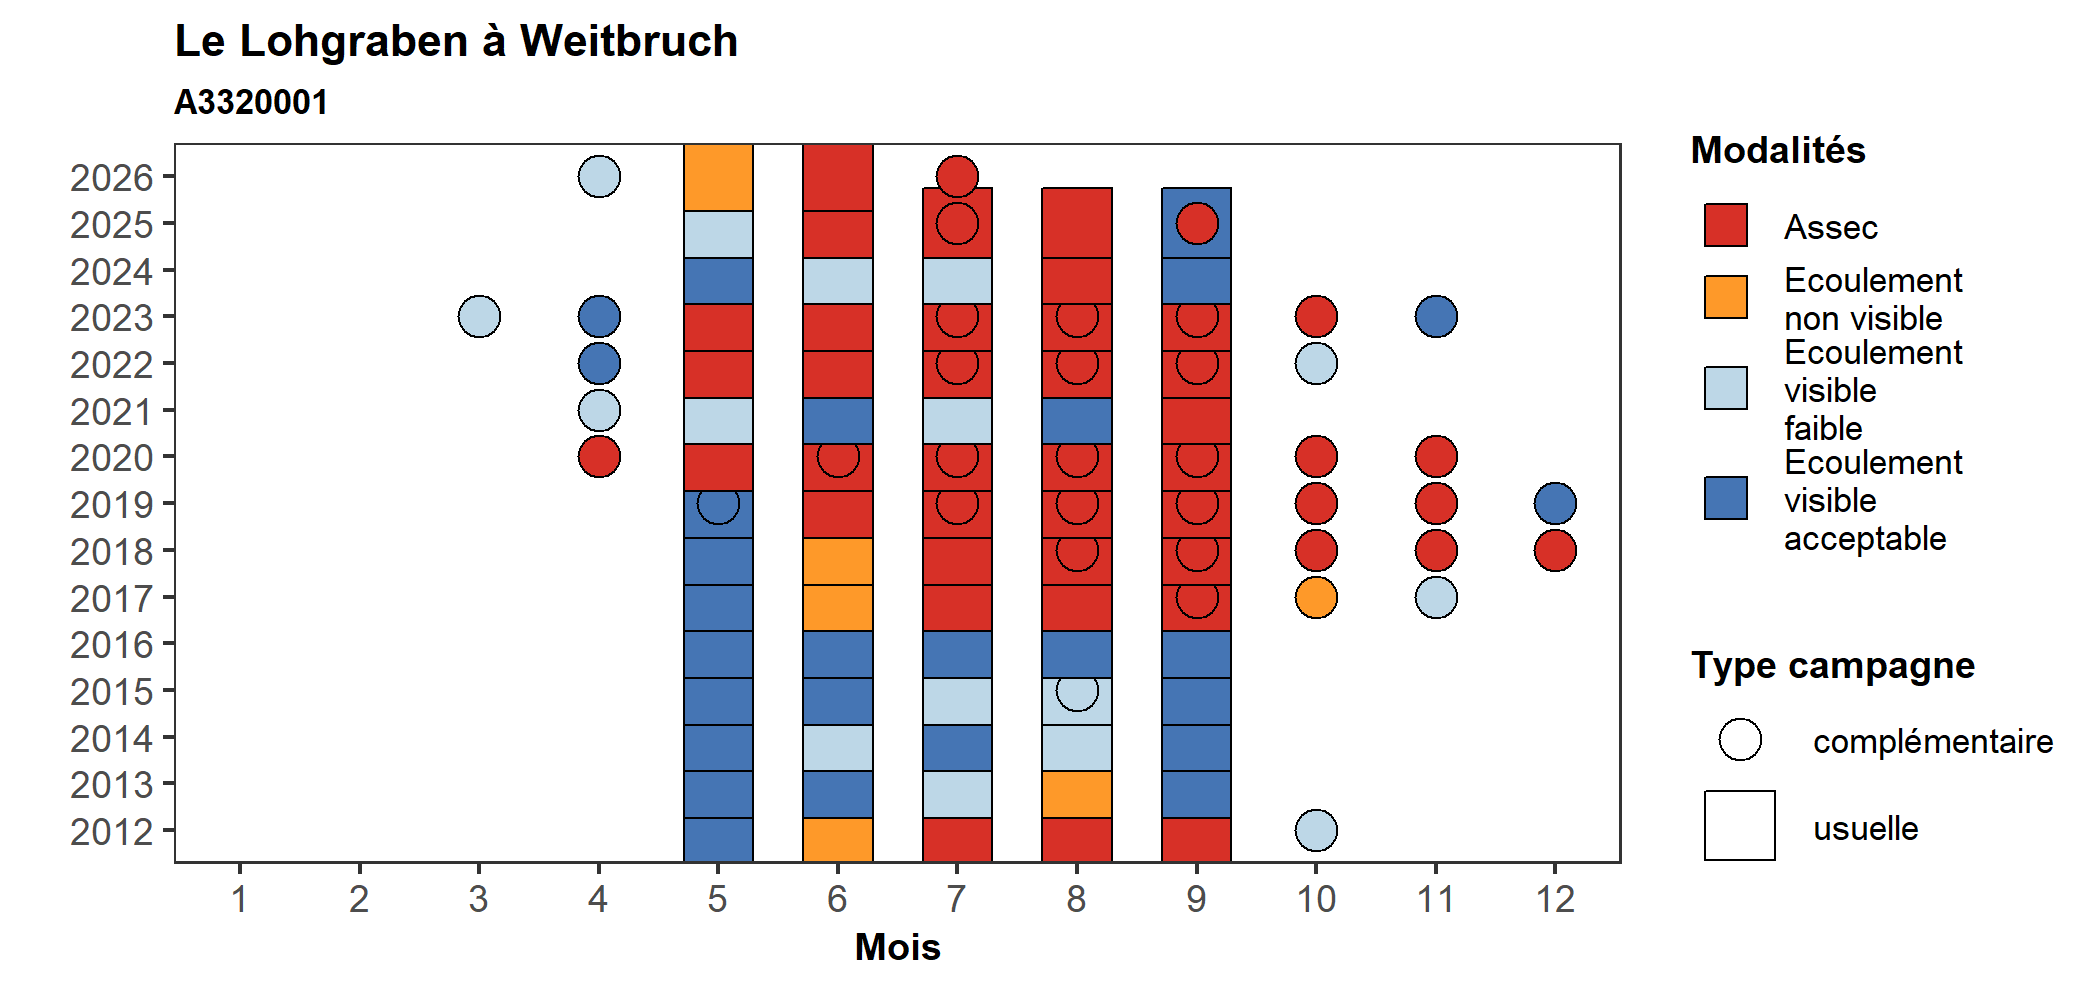 Le Lohgraben à Weitbruch
A3320001
2026
2025
2024
2023
2022
2021
2020
2019
2018
2017
2016
2015
2014
2013
2012
1 2 3 4 5 6 7 8 9 10 11 12
Mois
Modalités
Assec
Ecoulement
non visible
Ecoulement
visible
faible
Ecoulement
visible
acceptable
Type campagne
complémentaire
usuelle